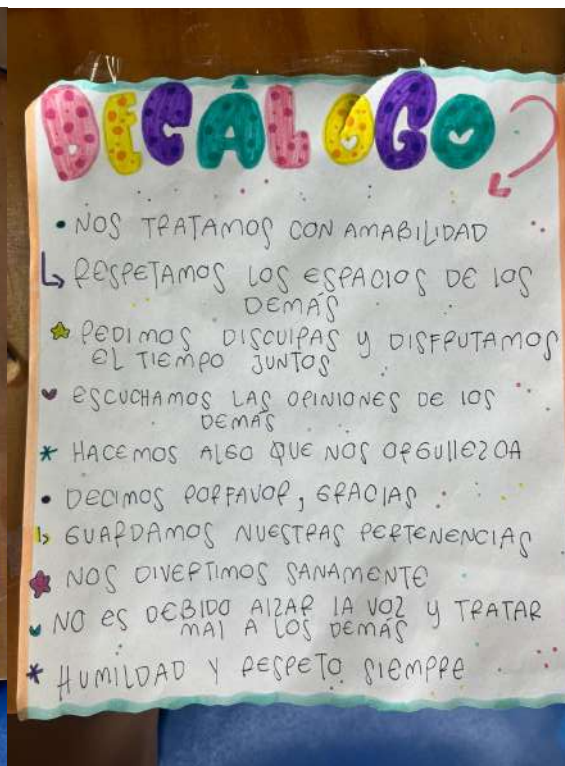 DECÁLOGO
• NOS TRATAMOS CON AMABILIDAD
RESPETAMOS LOS ESPACIOS DE LOS
DEMÁS
PEDIMOS DISCULPAS Y DISFRUTAMOS
EL TIEMPO JUNTOS
ESCUCHAMOS LAS OPINIONES DE LOS
DEMÁS
* HACEMOS ALGO QUE NOS ORGULLEZCA
• DECIMOS PORFAVOR, GRACIAS
GUARDAMOS NUESTRAS PERTENENCIAS
NOS DIVERTIMOS SANAMENTE
NO ES DEBIDO ALZAR LA VOZ Y TRATAR
MAL A LOS DEMÁS
* HUMILDAD Y RESPETO SIEMPRE